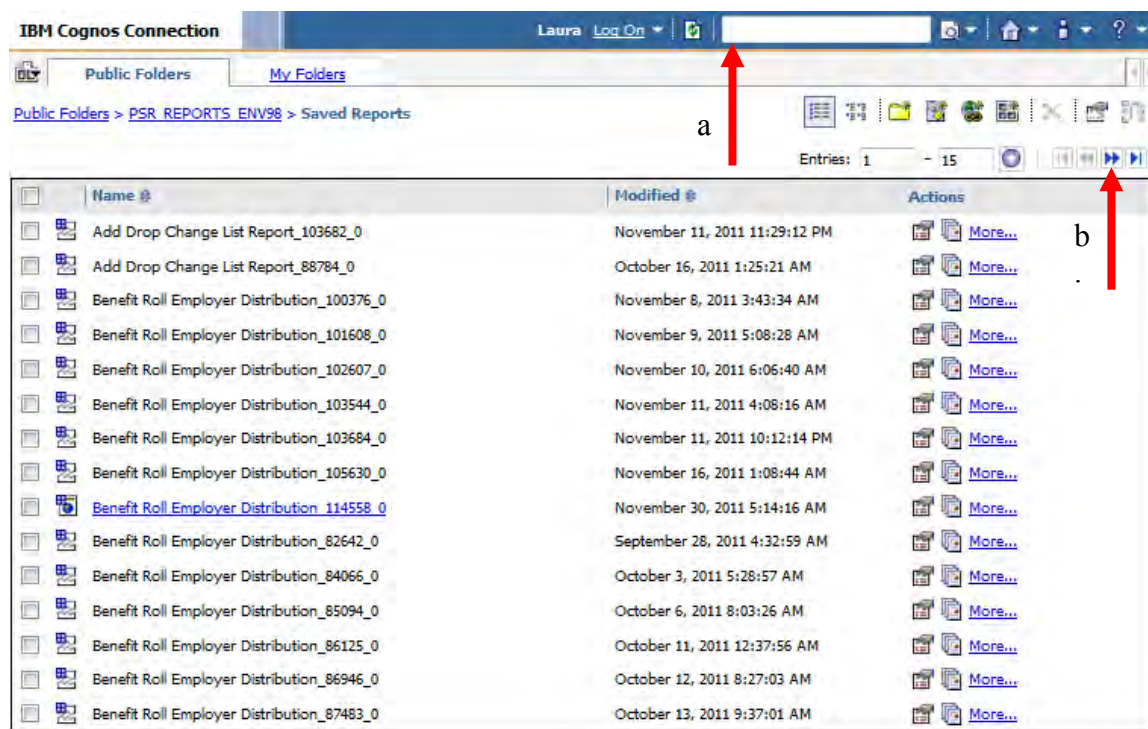 IBM Cognos Connection Laura Log On ?
Public Folders My Folders
Public Folders > PSR_REPORTS_ENV98 > Saved Reports
a
Entries: 1 - 15
Name Modified Actions
Add Drop Change List Report_103682_0 November 11, 2011 11:29:12 PM More...
b
Add Drop Change List Report_88784_0 October 16, 2011 1:25:21 AM More...
.
Benefit Roll Employer Distribution_100376_0 November 8, 2011 3:43:34 AM More...
Benefit Roll Employer Distribution_101608_0 November 9, 2011 5:08:28 AM More...
Benefit Roll Employer Distribution_102607_0 November 10, 2011 6:06:40 AM More...
Benefit Roll Employer Distribution_103544_0 November 11, 2011 4:08:16 AM More...
Benefit Roll Employer Distribution_103684_0 November 11, 2011 10:12:14 PM More...
Benefit Roll Employer Distribution_105630_0 November 16, 2011 1:08:44 AM More...
Benefit Roll Employer Distribution_114558_0 November 30, 2011 5:14:16 AM More...
Benefit Roll Employer Distribution_82642_0 September 28, 2011 4:32:59 AM More...
Benefit Roll Employer Distribution_84066_0 October 3, 2011 5:28:57 AM More...
Benefit Roll Employer Distribution_85094_0 October 6, 2011 8:03:26 AM More...
Benefit Roll Employer Distribution_86125_0 October 11, 2011 12:37:56 AM More...
Benefit Roll Employer Distribution_86946_0 October 12, 2011 8:27:03 AM More...
Benefit Roll Employer Distribution_87483_0 October 13, 2011 9:37:01 AM More...